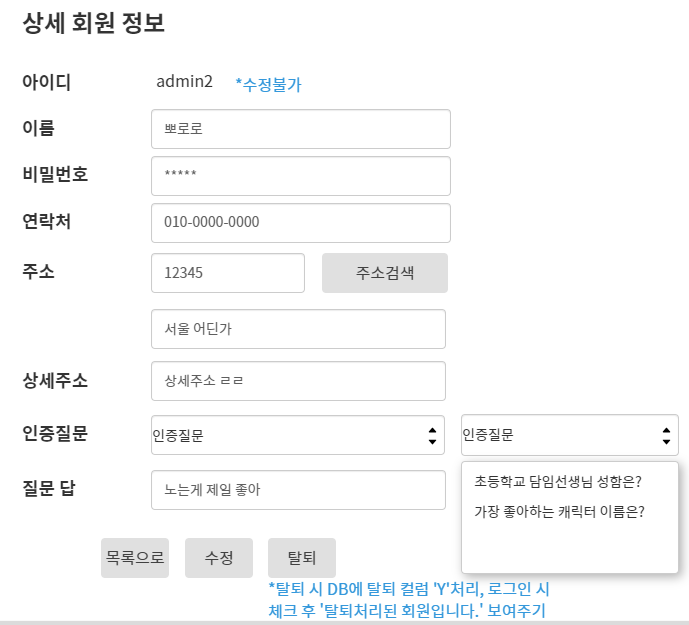 상세 회원 정보
아이디 admin2 *수정불가
이름 뽀로로
비밀번호 *****
연락처 010-0000-0000
주소 12345 주소검색
서울 어딘가
상세주소 상세주소 ㄹㄹ
인증질문 인증질문 인증질문
초등학교 담임선생님 성함은?
질문 답 노는게 제일 좋아
가장 좋아하는 캐릭터 이름은?
목록으로 수정 탈퇴
*탈퇴 시 DB에 탈퇴 컬럼 'Y'처리, 로그인 시
체크 후 '탈퇴처리된 회원입니다.' 보여주기